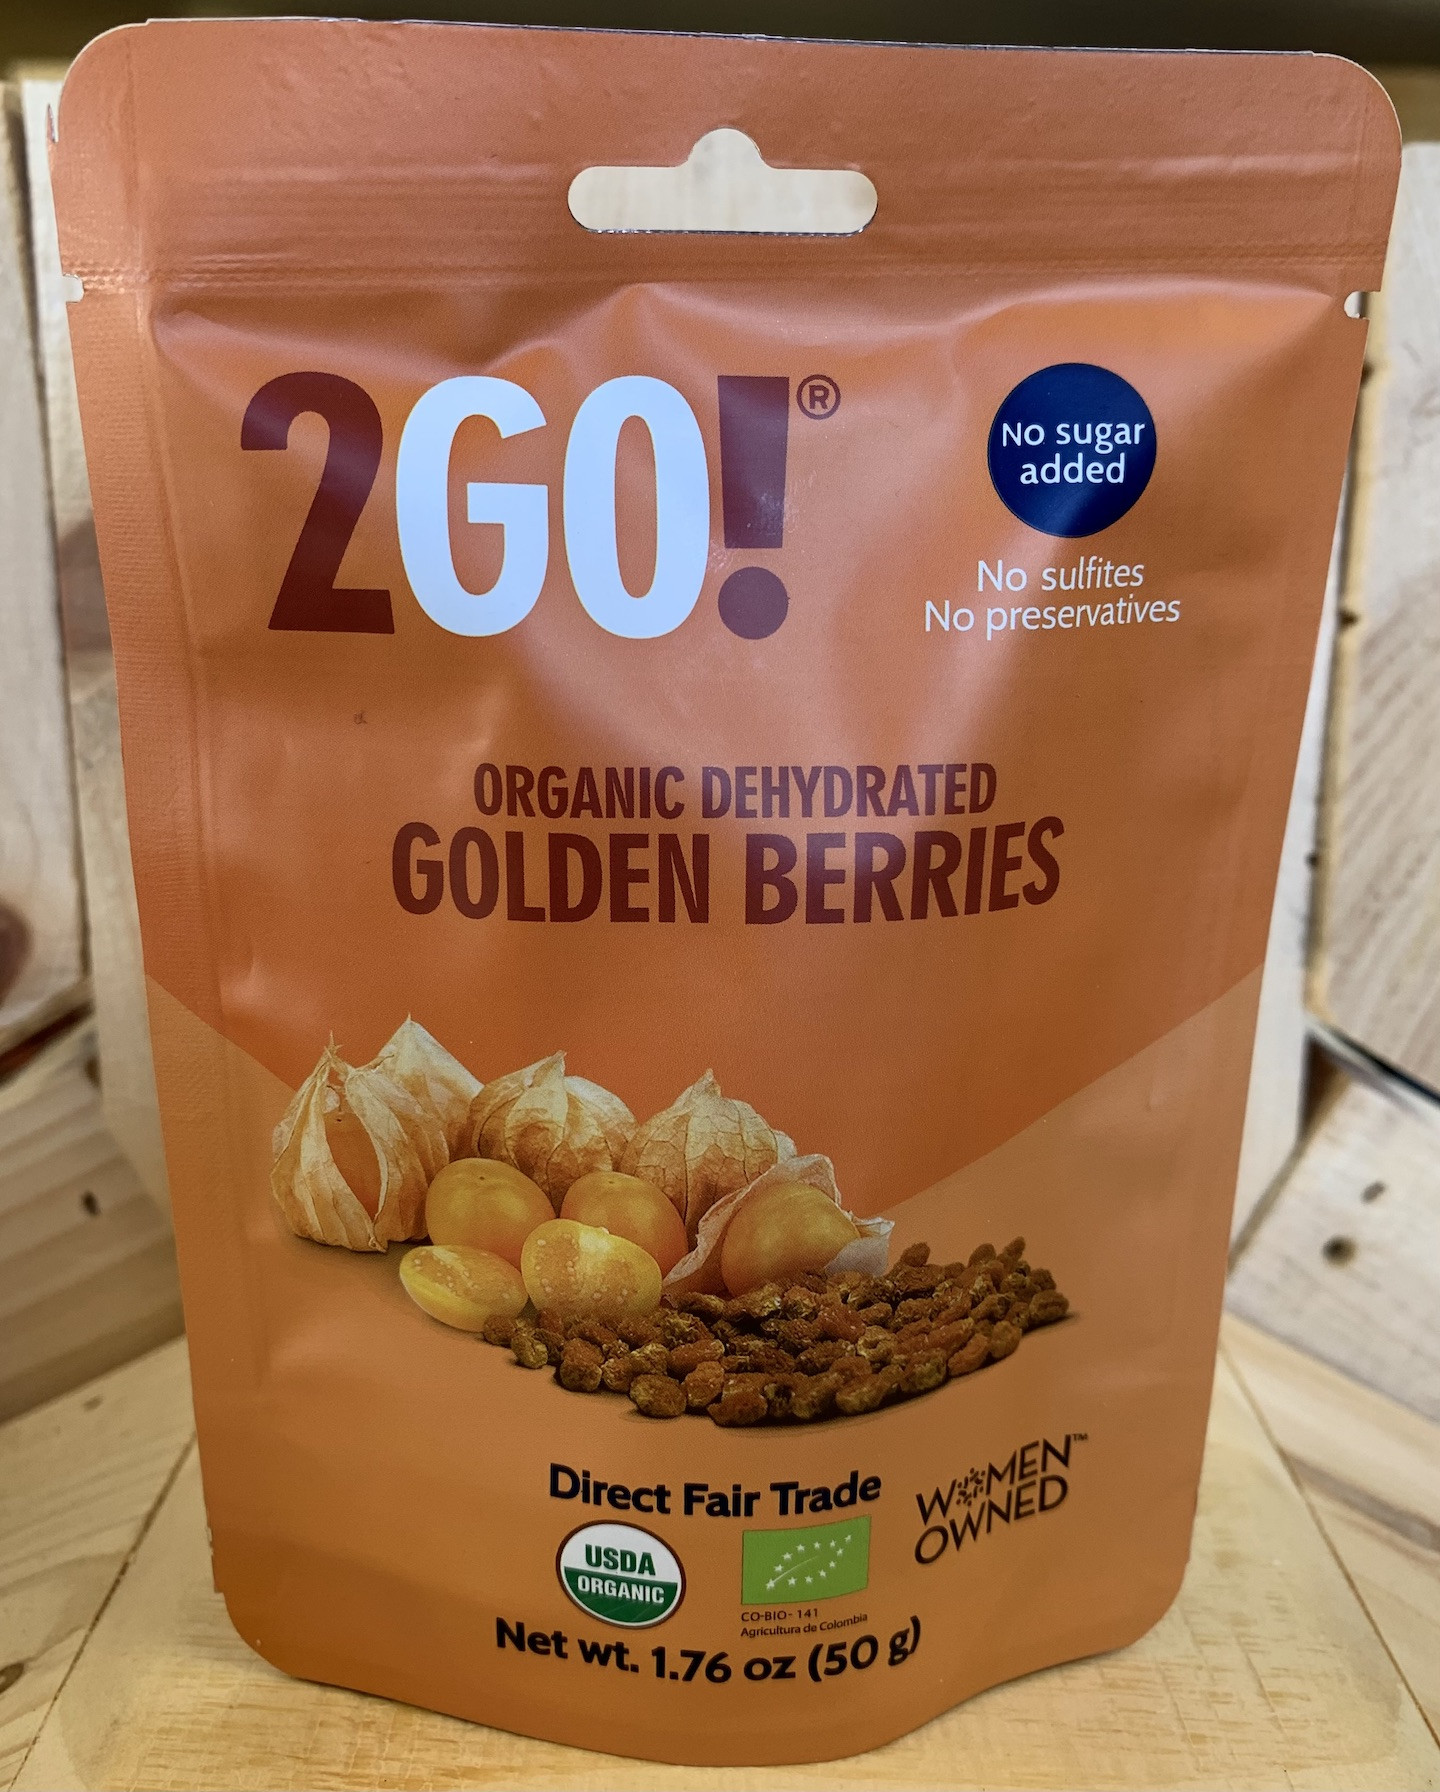 2GO!®
No sugar
added
No sulfites
No preservatives
ORGANIC DEHYDRATED
GOLDEN BERRIES
Direct Fair Trade
WOMEN™
OWNED
USDA
ORGANIC
CO-BIO- 141
Agricultura de Colombia
Net wt. 1.76 oz (50 g)